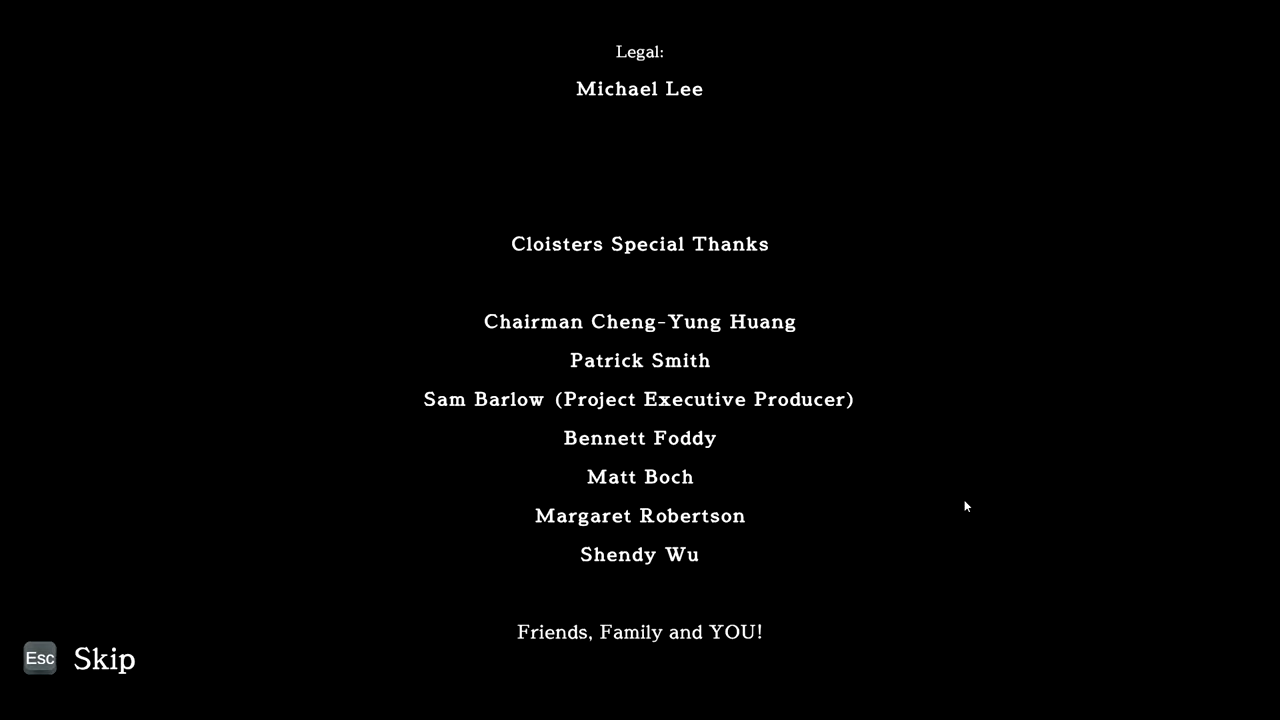 Legal:
Michael Lee
Cloisters Special Thanks
Chairman Cheng-Yung Huang
Patrick Smith
Sam Barlow (Project Executive Producer)
Bennett Foddy
Matt Boch
Margaret Robertson
Shendy Wu
Friends, Family and YOU!
Esc Skip